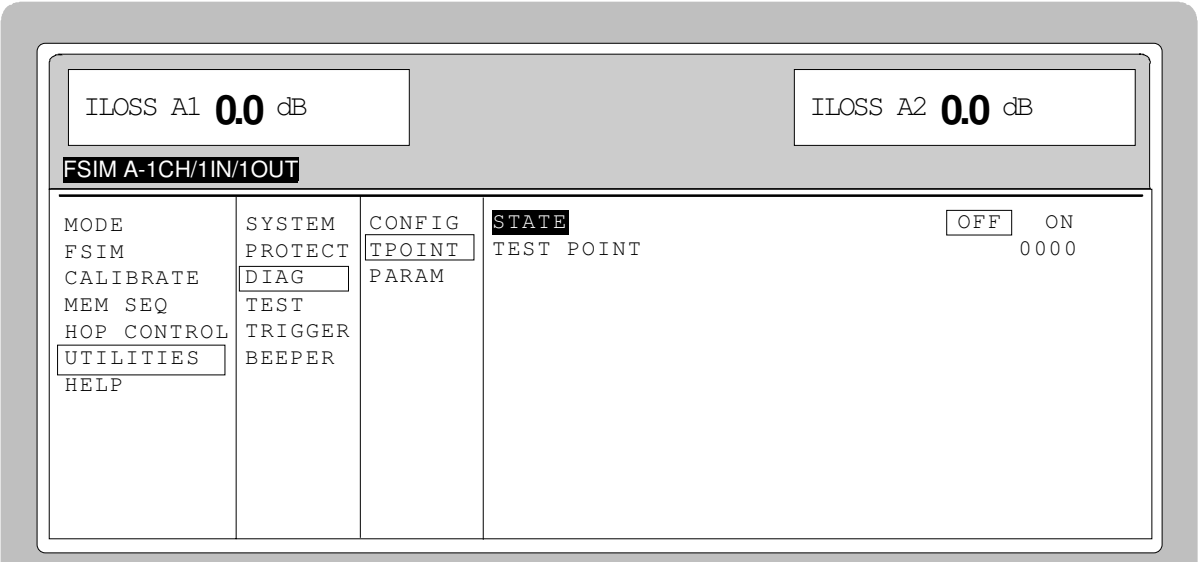 ILOSS A1 0.0 dB
ILOSS A2 0.0 dB
FSIM A-1CH/1IN/1OUT
MODE
FSIM
CALIBRATE
MEM SEQ
HOP CONTROL
UTILITIES
HELP
SYSTEM
PROTECT
DIAG
TEST
TRIGGER
BEEPER
CONFIG
TPOINT
PARAM
STATE OFF ON
TEST POINT 0000